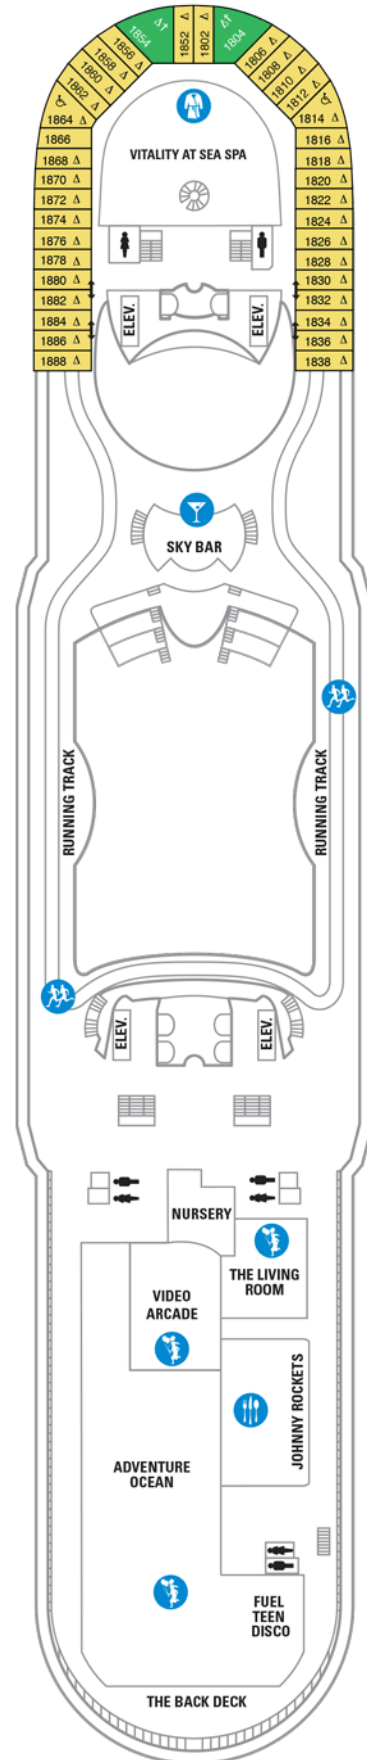 1854 Δ†
1852 Δ
1802 Δ
1804 Δ†
1856 Δ
1858 Δ
1860 Δ
1862 Δ
1864 Δ
1866
1868 Δ
1870 Δ
1872 Δ
1874 Δ
1876 Δ
1878 Δ
1880 Δ
1882 Δ
1884 Δ
1886 Δ
1888 Δ
1806 Δ
1808 Δ
1810 Δ
1812 Δ
1814 Δ
1816 Δ
1818 Δ
1820 Δ
1822 Δ
1824 Δ
1826 Δ
1828 Δ
1830 Δ
1832 Δ
1834 Δ
1836 Δ
1838 Δ
VITALITY AT SEA SPA
ELEV.
ELEV.
SKY BAR
RUNNING TRACK
RUNNING TRACK
ELEV.
ELEV.
NURSERY
THE LIVING
ROOM
VIDEO
ARCADE
JOHNNY ROCKETS
ADVENTURE
OCEAN
FUEL
TEEN
DISCO
THE BACK DECK